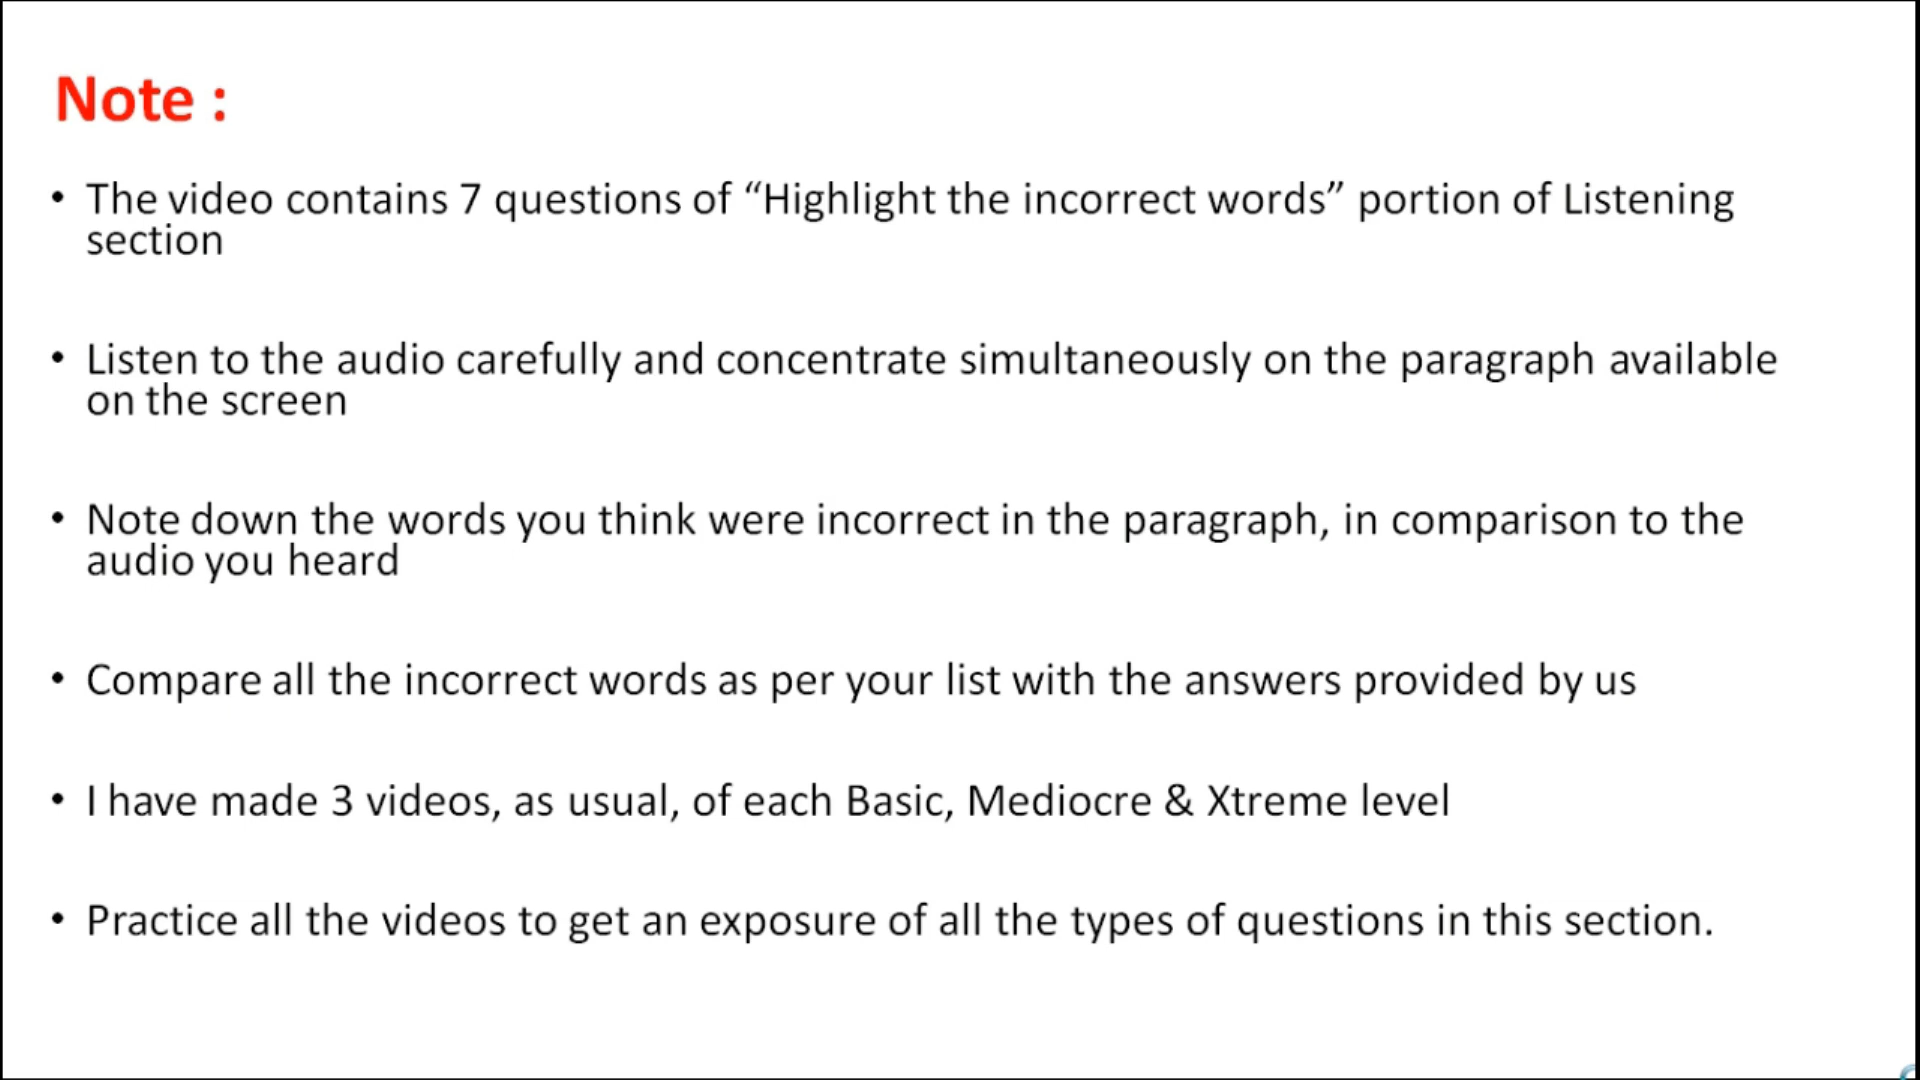 Note :
• The video contains 7 questions of “Highlight the incorrect words” portion of Listening
section
• Listen to the audio carefully and concentrate simultaneously on the paragraph available
on the screen
• Note down the words you think were incorrect in the paragraph, in comparison to the
audio you heard
• Compare all the incorrect words as per your list with the answers provided by us
• I have made 3 videos, as usual, of each Basic, Mediocre & Xtreme level
• Practice all the videos to get an exposure of all the types of questions in this section.